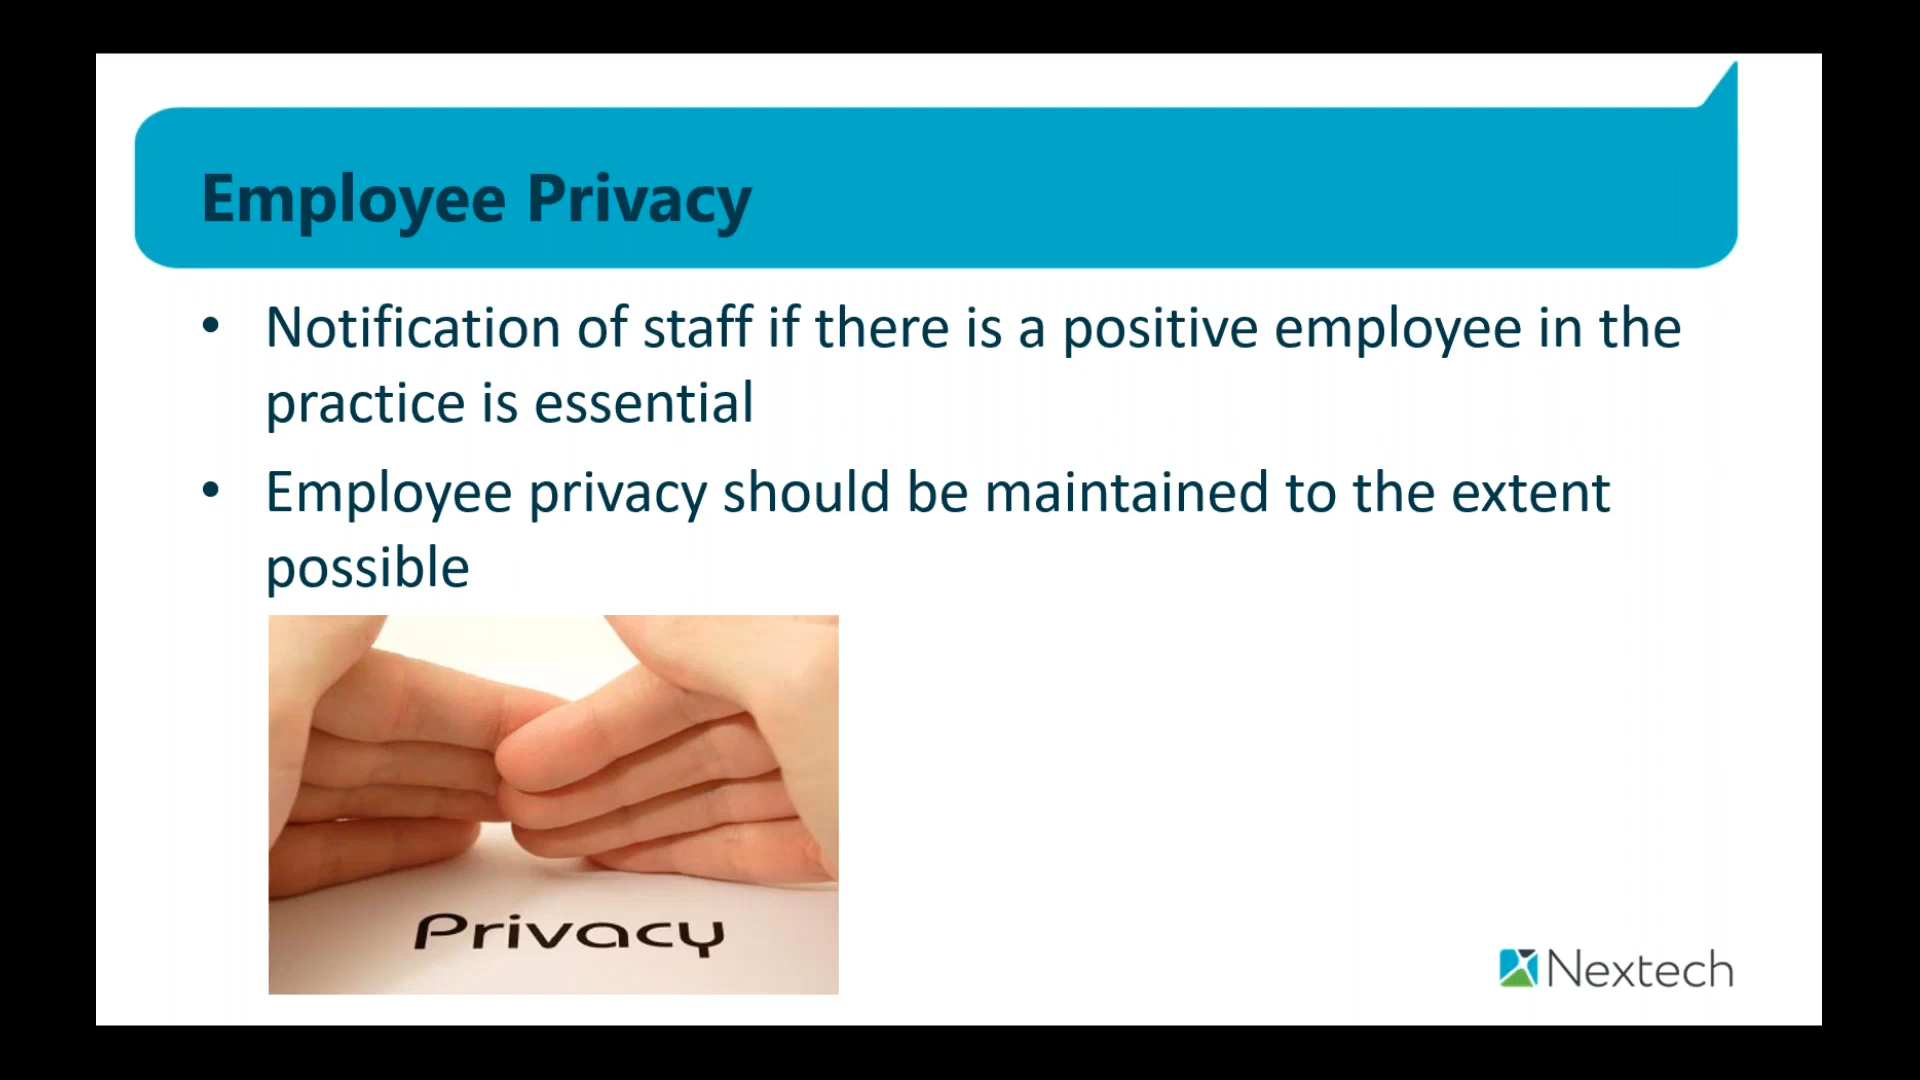 Employee Privacy
• Notification of staff if there is a positive employee in the
practice is essential
• Employee privacy should be maintained to the extent
possible
Privacy
Nextech